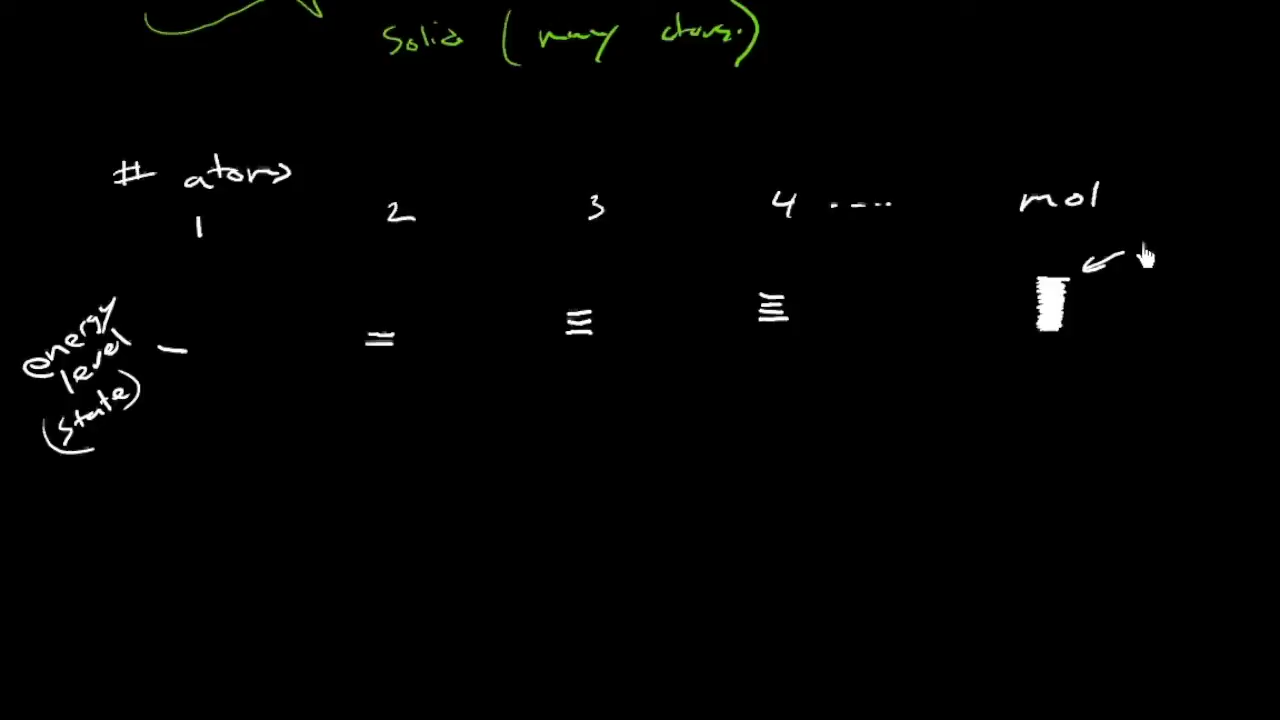 Solid (many atoms)
# atoms
1 2 3 4 .... mol
energy
level
(state)